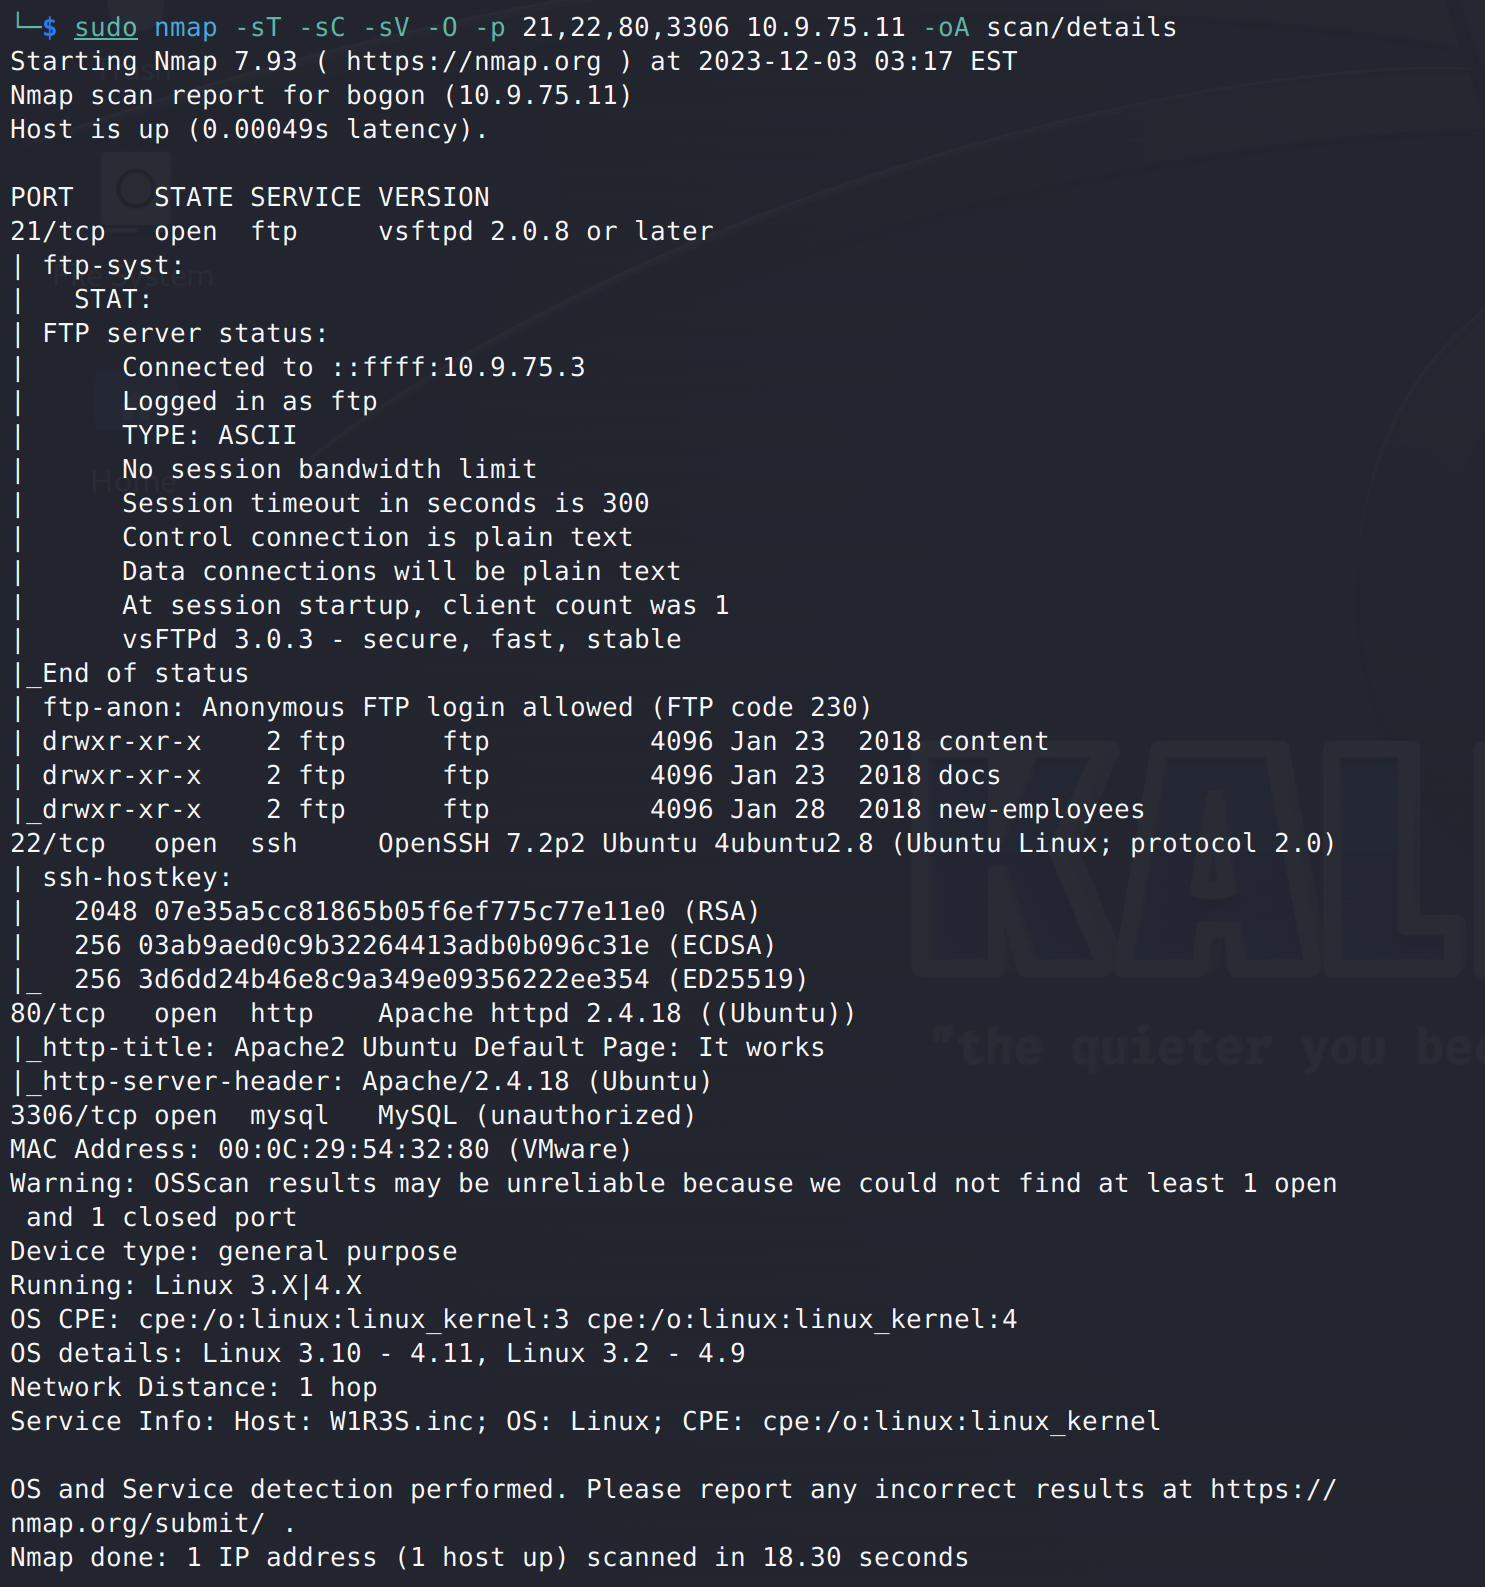 └─$ sudo nmap -sT -sC -sV -O -p 21,22,80,3306 10.9.75.11 -oA scan/details
Starting Nmap 7.93 ( https://nmap.org ) at 2023-12-03 03:17 EST
Nmap scan report for bogon (10.9.75.11)
Host is up (0.00049s latency).

PORT     STATE SERVICE VERSION
21/tcp   open  ftp     vsftpd 2.0.8 or later
| ftp-syst:
|   STAT:
| FTP server status:
|      Connected to ::ffff:10.9.75.3
|      Logged in as ftp
|      TYPE: ASCII
|      No session bandwidth limit
|      Session timeout in seconds is 300
|      Control connection is plain text
|      Data connections will be plain text
|      At session startup, client count was 1
|      vsFTPd 3.0.3 - secure, fast, stable
|_End of status
| ftp-anon: Anonymous FTP login allowed (FTP code 230)
| drwxr-xr-x    2 ftp      ftp          4096 Jan 23  2018 content
| drwxr-xr-x    2 ftp      ftp          4096 Jan 23  2018 docs
|_drwxr-xr-x    2 ftp      ftp          4096 Jan 28  2018 new-employees
22/tcp   open  ssh     OpenSSH 7.2p2 Ubuntu 4ubuntu2.8 (Ubuntu Linux; protocol 2.0)
| ssh-hostkey:
|   2048 07e35a5cc81865b05f6ef775c77e11e0 (RSA)
|   256 03ab9aed0c9b32264413adb0b096c31e (ECDSA)
|_  256 3d6dd24b46e8c9a349e09356222ee354 (ED25519)
80/tcp   open  http    Apache httpd 2.4.18 ((Ubuntu))
|_http-title: Apache2 Ubuntu Default Page: It works
|_http-server-header: Apache/2.4.18 (Ubuntu)
3306/tcp open  mysql   MySQL (unauthorized)
MAC Address: 00:0C:29:54:32:80 (VMware)
Warning: OSScan results may be unreliable because we could not find at least 1 open
 and 1 closed port
Device type: general purpose
Running: Linux 3.X|4.X
OS CPE: cpe:/o:linux:linux_kernel:3 cpe:/o:linux:linux_kernel:4
OS details: Linux 3.10 - 4.11, Linux 3.2 - 4.9
Network Distance: 1 hop
Service Info: Host: W1R3S.inc; OS: Linux; CPE: cpe:/o:linux:linux_kernel

OS and Service detection performed. Please report any incorrect results at https://
nmap.org/submit/ .
Nmap done: 1 IP address (1 host up) scanned in 18.30 seconds
Home
KALI
"the quieter you bec